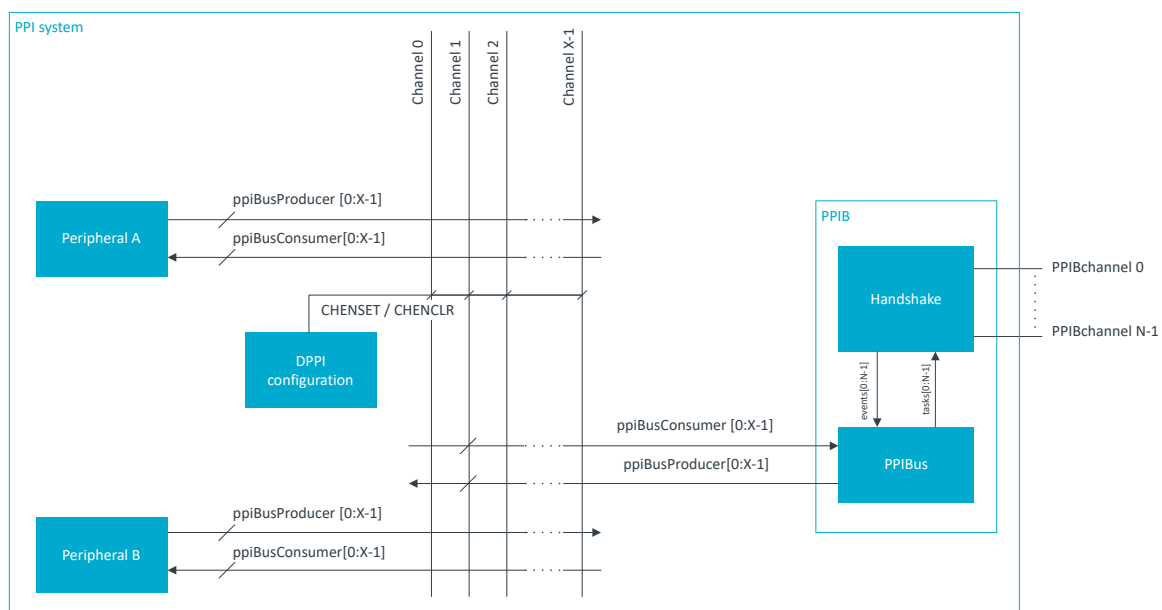 PPI system
Channel 0
Channel 1
Channel 2
Channel X-1
ppiBusProducer [0:X-1]
Peripheral A
ppiBusConsumer[0:X-1]
PPIB
Handshake
PPIBchannel 0
PPIBchannel N-1
CHENSET / CHENCLR
DPPI
configuration
events[0:N-1]
tasks[0:N-1]
ppiBusConsumer [0:X-1]
ppiBusProducer[0:X-1]
PPIBus
ppiBusProducer [0:X-1]
Peripheral B
ppiBusConsumer[0:X-1]